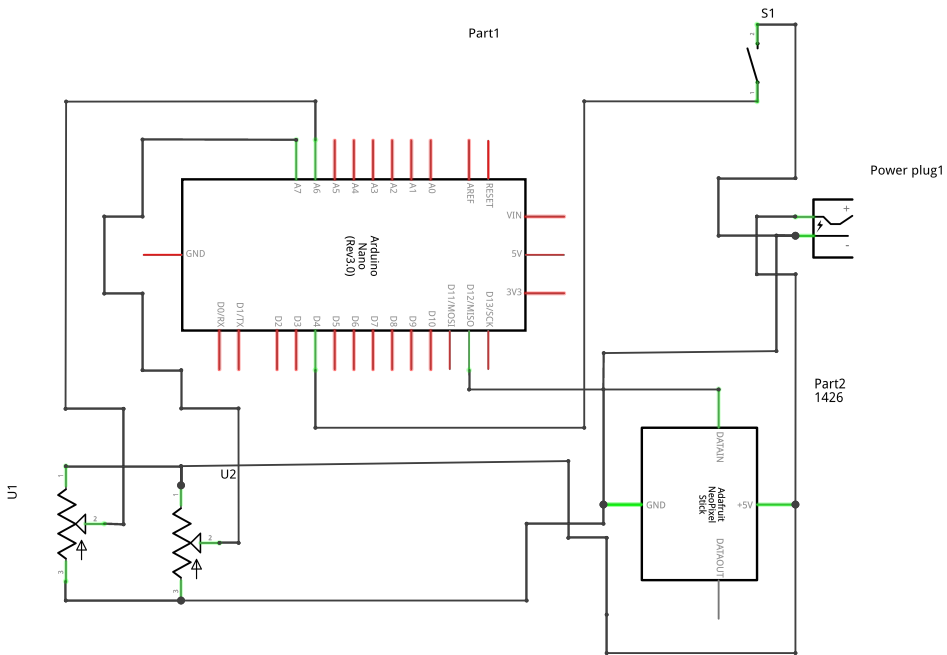 S1
Part1
2
1
Power plug1
+
-
A7
A6
A5
A4
A3
A2
A1
A0
AREF
RESET
VIN
GND
5V
Arduino
Nano
(Rev3.0)
3V3
D0/RX
D1/TX
D2
D3
D4
D5
D6
D7
D8
D9
D10
D11/MOSI
D12/MISO
D13/SCK
Part2
1426
DATAIN
U1
U2
1
2
3
1
2
3
GND
Adafruit
NeoPixel
Stick
+5V
DATAOUT